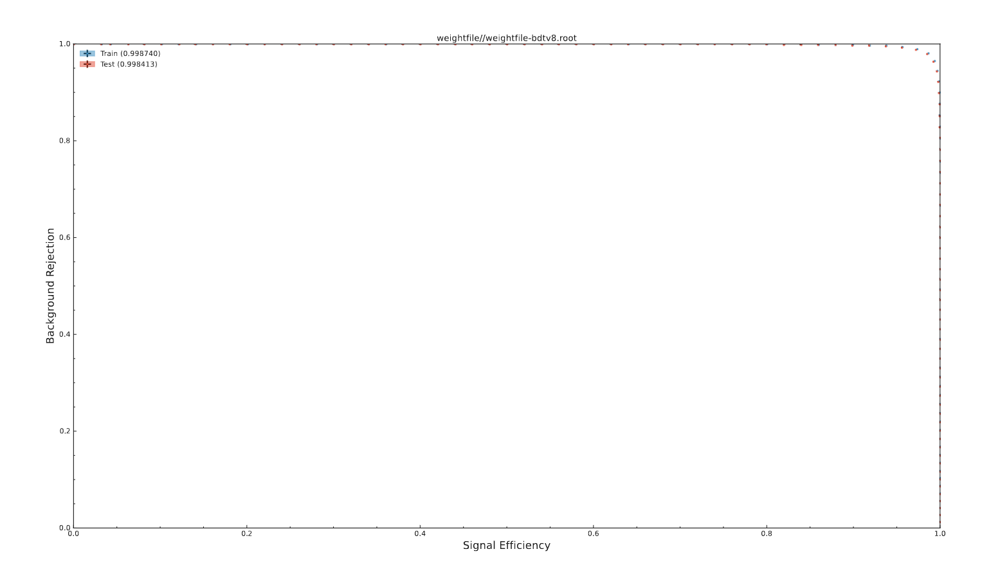 weightfile//weightfile-bdtv8.root
Train (0.998740)
Test (0.998413)
1.0
0.8
0.6
0.4
0.2
0.0
Background Rejection
0.0 0.2 0.4 0.6 0.8 1.0
Signal Efficiency